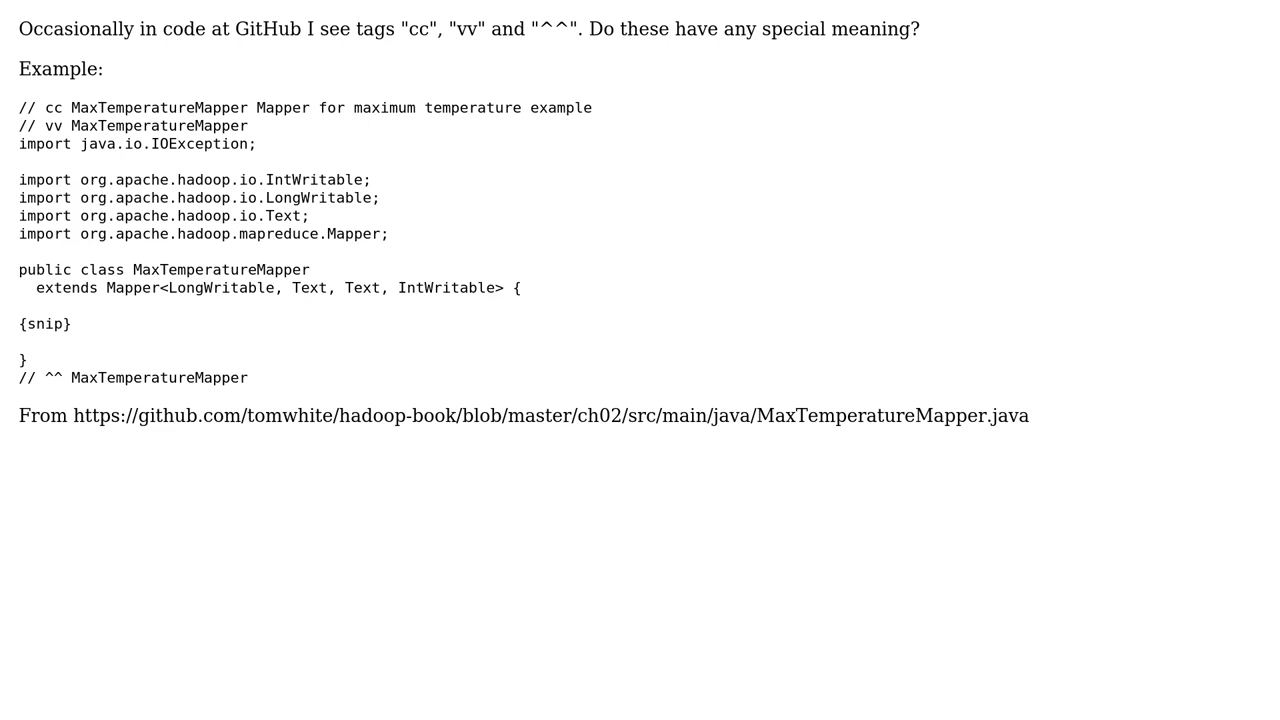 Occasionally in code at GitHub I see tags "cc", "vv" and "^^". Do these have any special meaning?
Example:
// cc MaxTemperatureMapper Mapper for maximum temperature example
// vv MaxTemperatureMapper
import java.io.IOException;
import org.apache.hadoop.io.IntWritable;
import org.apache.hadoop.io.LongWritable;
import org.apache.hadoop.io.Text;
import org.apache.hadoop.mapreduce.Mapper;
public class MaxTemperatureMapper
  extends Mapper<LongWritable, Text, Text, IntWritable> {
{snip}
}
// ^^ MaxTemperatureMapper
From https://github.com/tomwhite/hadoop-book/blob/master/ch02/src/main/java/MaxTemperatureMapper.java